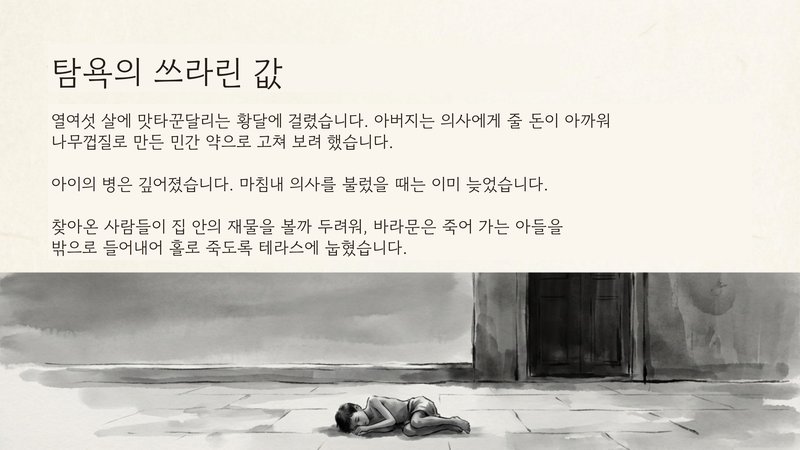 탐욕의 쓰라린 값
열여섯 살에 맛타꾼달리는 황달에 걸렸습니다. 아버지는 의사에게 줄 돈이 아까워
나무껍질로 만든 민간 약으로 고쳐 보려 했습니다.
아이의 병은 깊어졌습니다. 마침내 의사를 불렀을 때는 이미 늦었습니다.
찾아온 사람들이 집 안의 재물을 볼까 두려워, 바라문은 죽어 가는 아들을
밖으로 들어내어 홀로 죽도록 테라스에 눕혔습니다.